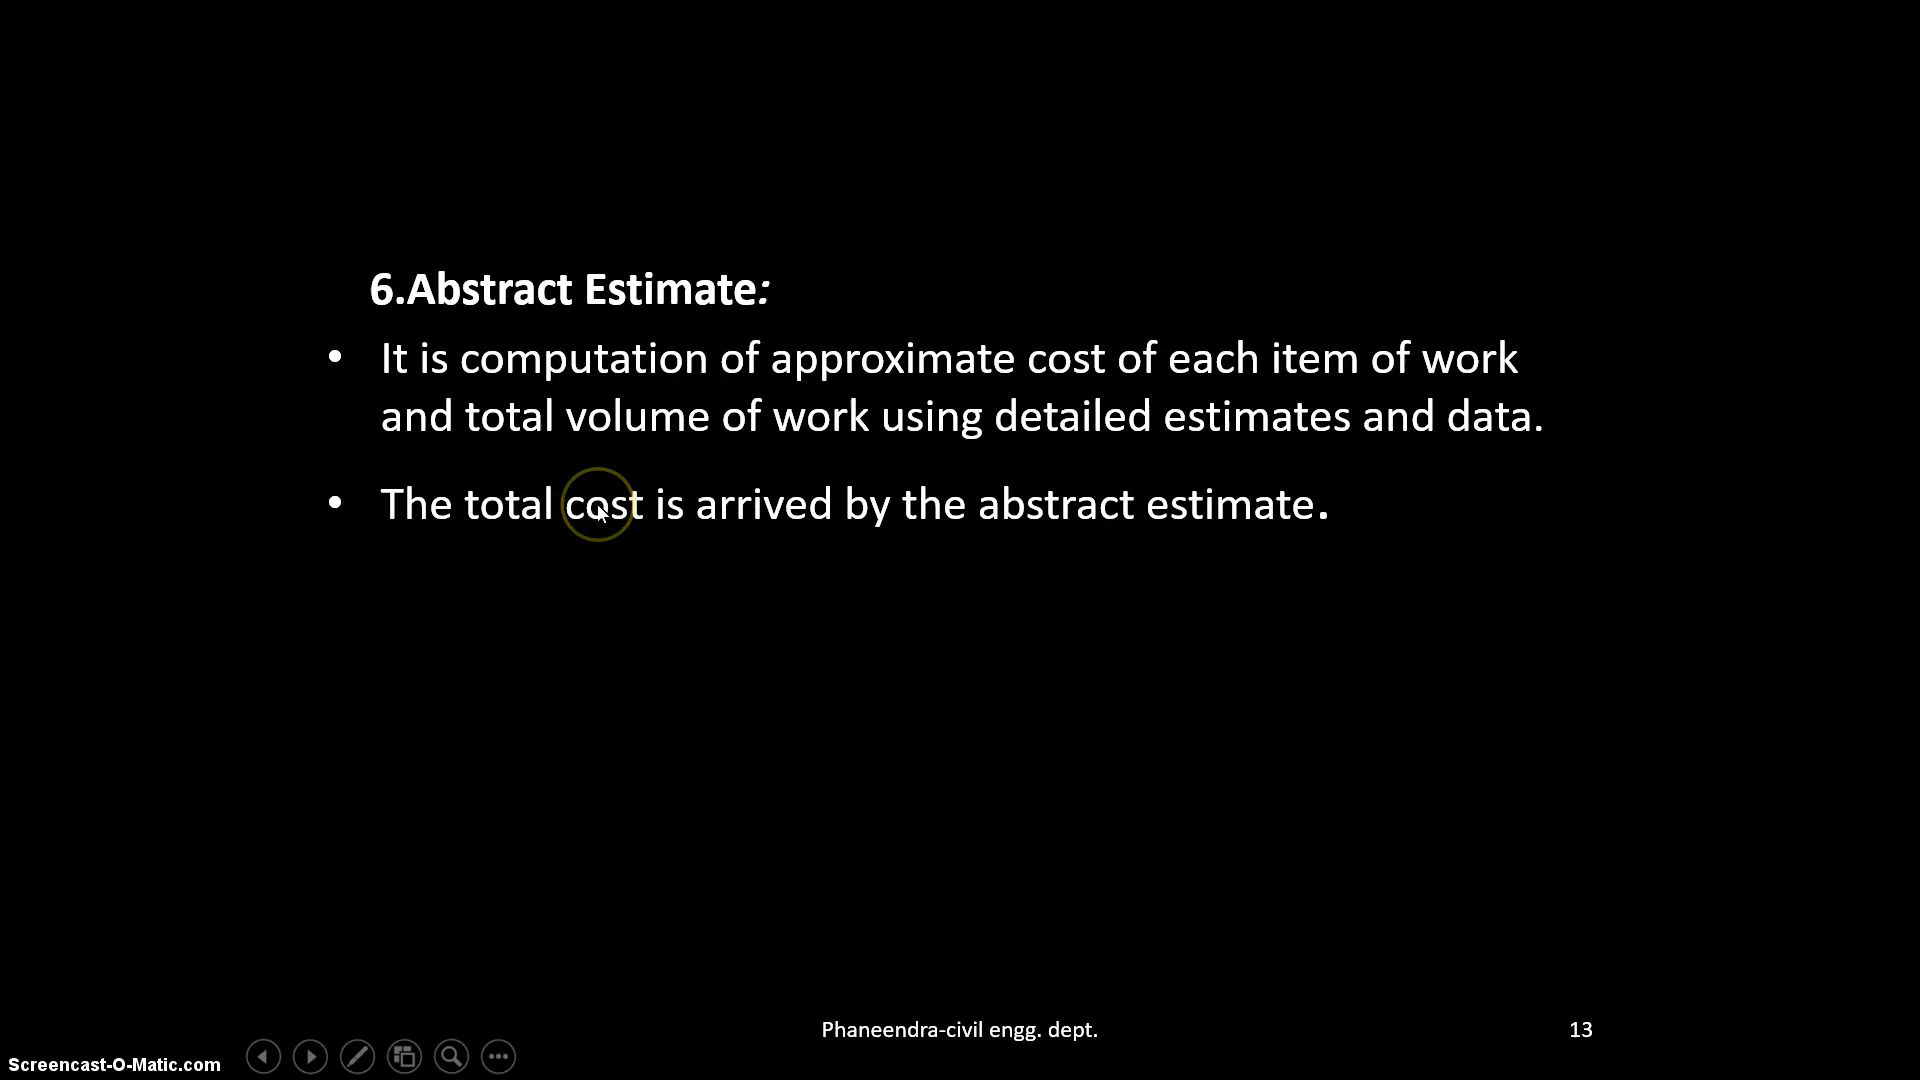 6.Abstract Estimate:
• It is computation of approximate cost of each item of work
and total volume of work using detailed estimates and data.
• The total cost is arrived by the abstract estimate.
Phaneendra-civil engg. dept.
13
Screencast-O-Matic.com